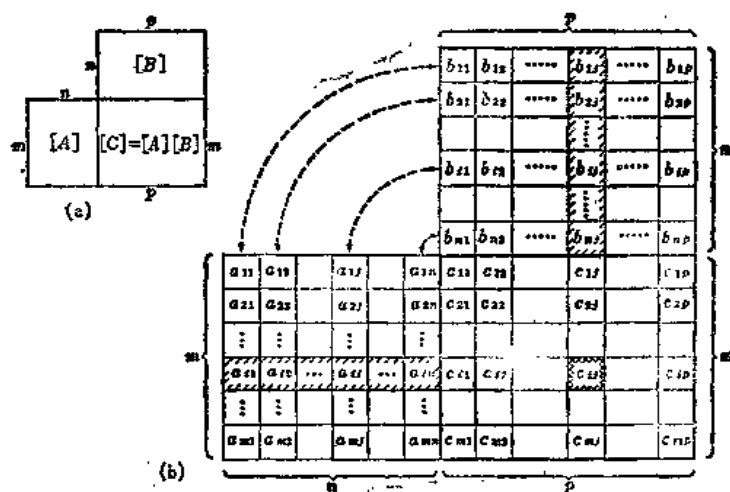 p
n
[B]
n
m
[A]
[C]=[A][B]
m
p
(a)
p
b11 b12 ..... b1j ..... b1p
b21 b22 ..... b2j ..... b2p
bi1 bi2 ..... bij ..... bip
bn1 bn2 ..... bnj ..... bnp
n
a11 a12 a1j a1n c11 c12 c1j c1p
a21 a22 a2j a2n c21 c22 c2j c2p
m
m
ai1 ai2 ... aij ... ain ci1 ci2 cij cip
am1 am2 amj amn cm1 cm2 cmj cmp
(b)
n
p